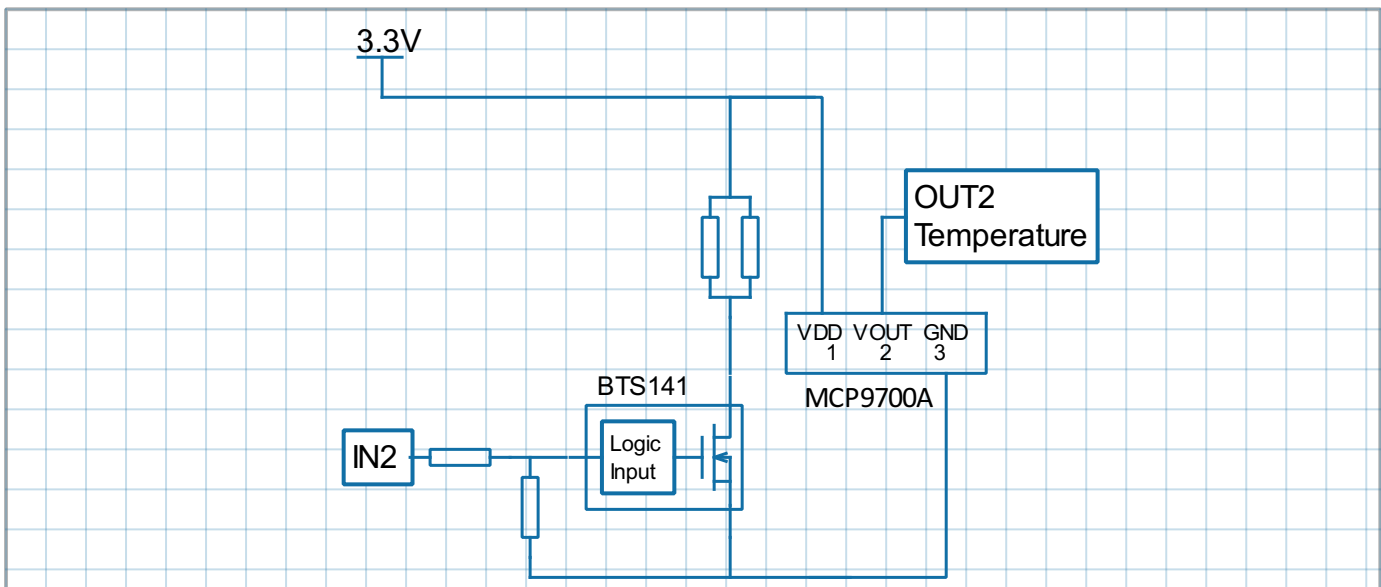 3.3V
OUT2
Temperature
VDD VOUT GND
1 2 3
MCP9700A
BTS141
IN2
Logic
Input